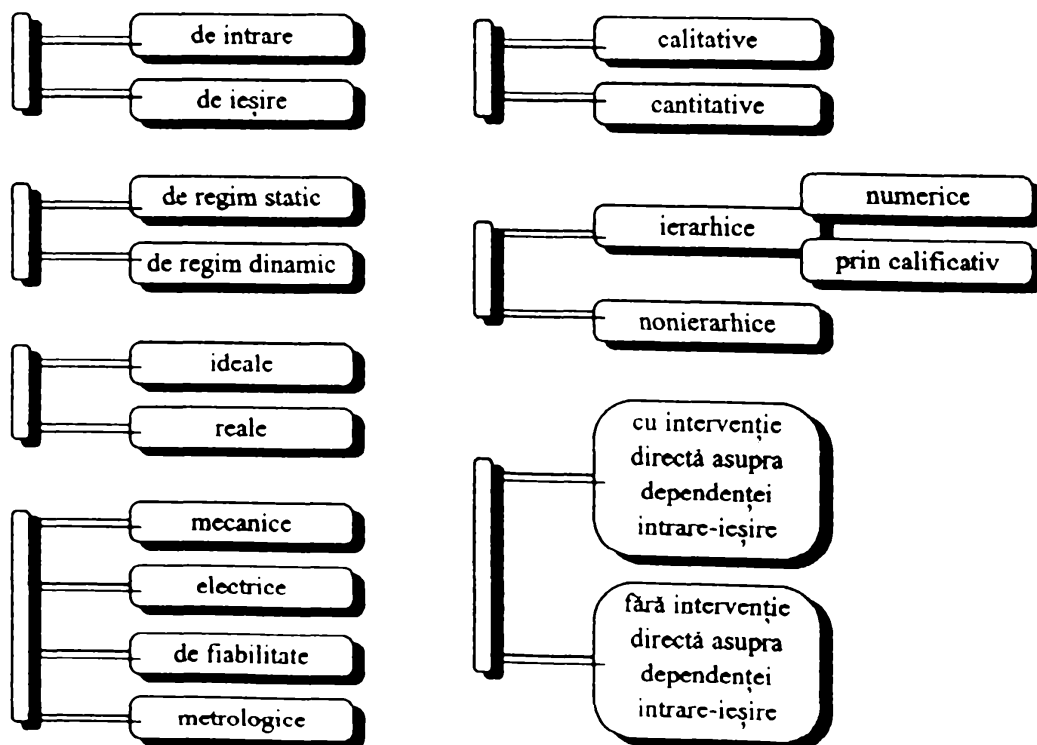 de intrare
de ieșire
de regim static
de regim dinamic
ideale
reale
mecanice
electrice
de fiabilitate
metrologice
calitative
cantitative
ierarhice
numerice
prin calificativ
nonierarhice
cu intervenție
directă asupra
dependenței
intrare-ieșire
fără intervenție
directă asupra
dependenței
intrare-ieșire